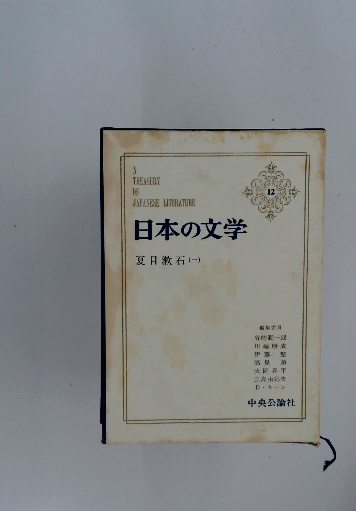 A
TREASURY
OF
JAPANESE LITERATURE
12
日本の文学
夏目漱石(一)
編集委員
谷崎潤一郎
川端康成
伊藤 整
高見 順
大岡昇平
三島由紀夫
D・キーン
中央公論社